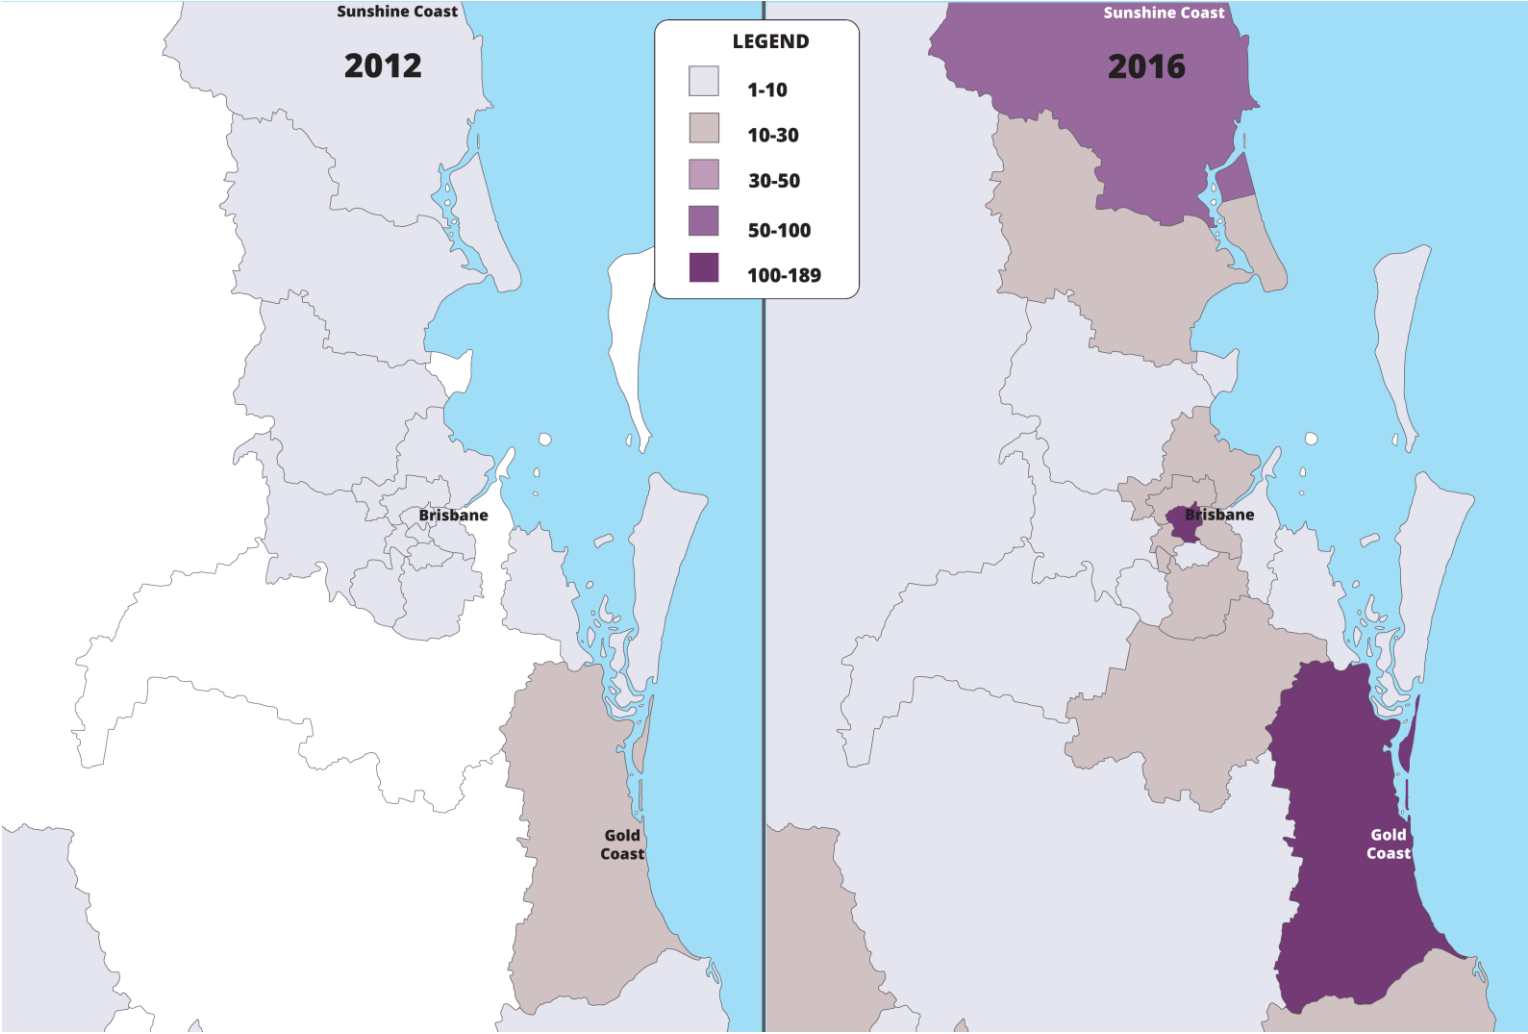 Sunshine Coast
2012
Brisbane
Gold
Coast
LEGEND
1-10
10-30
30-50
50-100
100-189
Sunshine Coast
2016
Brisbane
Gold
Coast